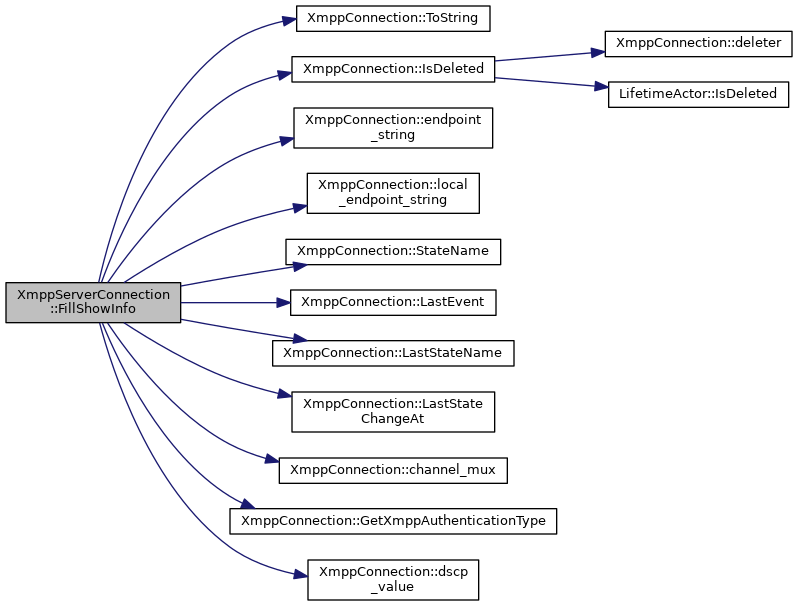 XmppConnection::ToString
XmppConnection::IsDeleted
XmppConnection::deleter
LifetimeActor::IsDeleted
XmppConnection::endpoint
_string
XmppConnection::local
_endpoint_string
XmppConnection::StateName
XmppServerConnection
::FillShowInfo
XmppConnection::LastEvent
XmppConnection::LastStateName
XmppConnection::LastState
ChangeAt
XmppConnection::channel_mux
XmppConnection::GetXmppAuthenticationType
XmppConnection::dscp
_value